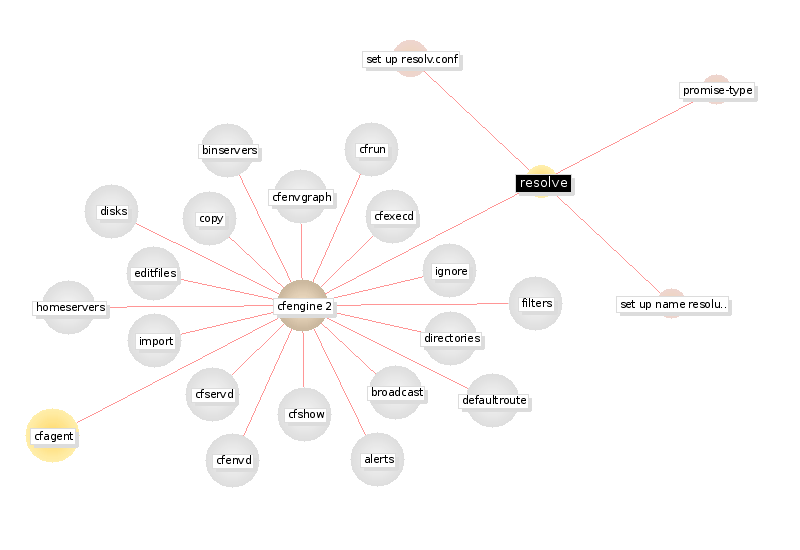 set up resolv.conf
promise-type
binservers
cfrun
resolve
cfenvgraph
disks
copy
cfexecd
editfiles
ignore
homeservers
cfengine 2
filters
set up name resolu..
import
directories
cfservd
broadcast
defaultroute
cfshow
cfagent
cfenvd
alerts